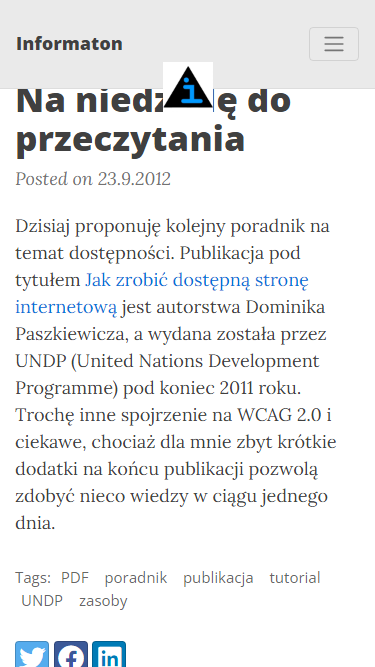 Informaton
Na niedzielę do
przeczytania
Posted on 23.9.2012
Dzisiaj proponuję kolejny poradnik na
temat dostępności. Publikacja pod
tytułem Jak zrobić dostępną stronę
internetową jest autorstwa Dominika
Paszkiewicza, a wydana została przez
UNDP (United Nations Development
Programme) pod koniec 2011 roku.
Trochę inne spojrzenie na WCAG 2.0 i
ciekawe, chociaż dla mnie zbyt krótkie
dodatki na końcu publikacji pozwolą
zdobyć nieco wiedzy w ciągu jednego
dnia.
Tags: PDF poradnik publikacja tutorial
UNDP zasoby